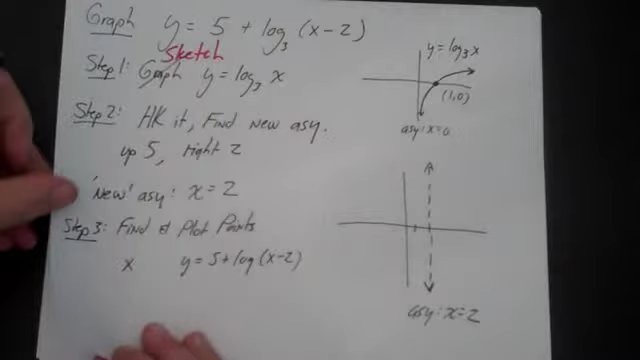 Graph y = 5 + log₃ (x - 2)
Sketch
Step 1: Graph y = log₃ x
y = log₃ x
(1,0)
asy: x = 0
Step 2: HK it, Find new asy.
up 5, right 2
'New' asy: x = 2
Step 3: Find & Plot Points
x y = 5 + log (x-2)
asy: x = 2